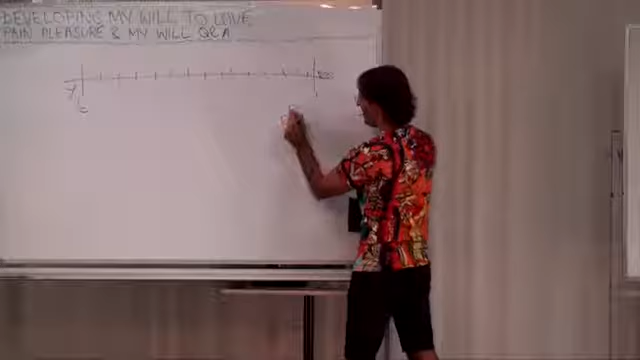 DEVELOPING MY WILL TO LOVE
PAIN PLEASURE & MY WILL Q&A